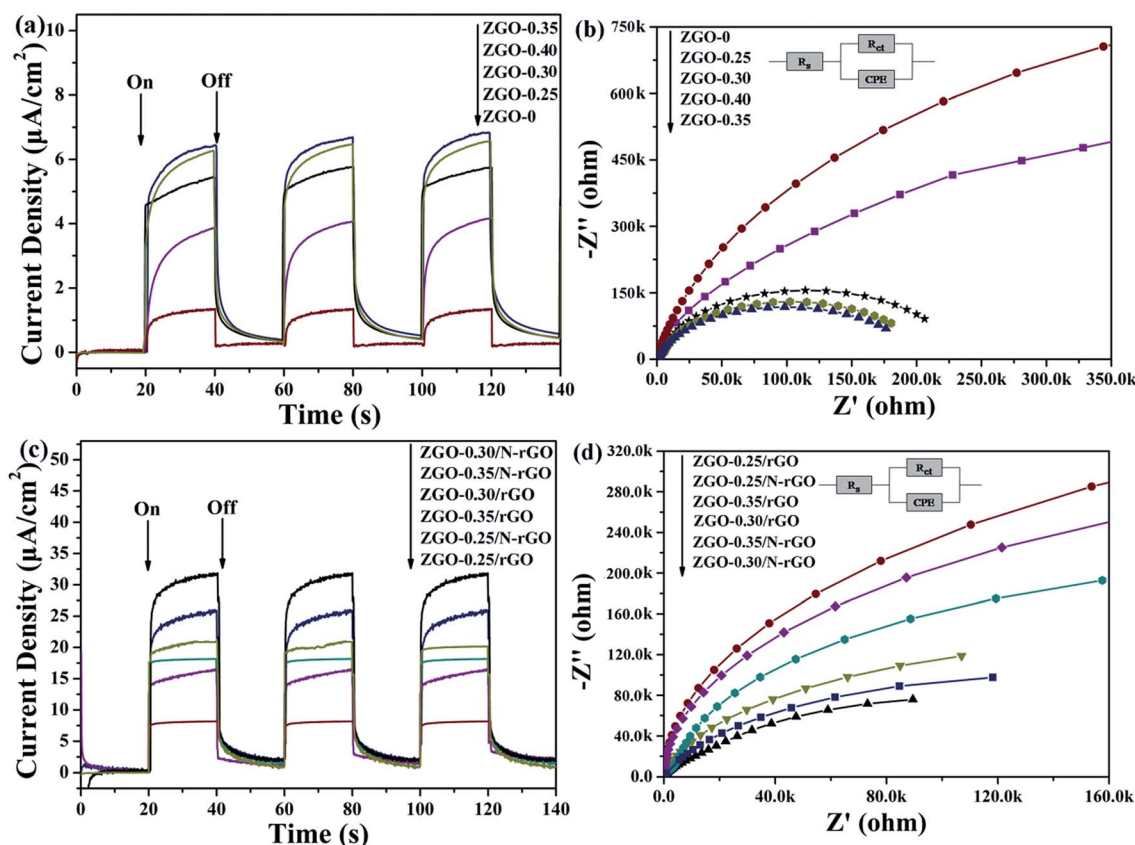 (a)
10
8
6
4
2
0
Current Density (μA/cm²)
On
Off
ZGO-0.35
ZGO-0.40
ZGO-0.30
ZGO-0.25
ZGO-0
0 20 40 60 80 100 120 140
Time (s)
(b)
750k
600k
450k
300k
150k
0
-Z'' (ohm)
ZGO-0
ZGO-0.25
ZGO-0.30
ZGO-0.40
ZGO-0.35
Rs
Rct
CPE
0.0 50.0k 100.0k 150.0k 200.0k 250.0k 300.0k 350.0k
Z' (ohm)
(c)
50
45
40
35
30
25
20
15
10
5
0
Current Density (μA/cm²)
On
Off
ZGO-0.30/N-rGO
ZGO-0.35/N-rGO
ZGO-0.30/rGO
ZGO-0.35/rGO
ZGO-0.25/N-rGO
ZGO-0.25/rGO
0 20 40 60 80 100 120 140
Time (s)
(d)
320.0k
280.0k
240.0k
200.0k
160.0k
120.0k
80.0k
40.0k
0.0
-Z'' (ohm)
ZGO-0.25/rGO
ZGO-0.25/N-rGO
ZGO-0.35/rGO
ZGO-0.30/rGO
ZGO-0.35/N-rGO
ZGO-0.30/N-rGO
Rs
Rct
CPE
0.0 40.0k 80.0k 120.0k 160.0k
Z' (ohm)